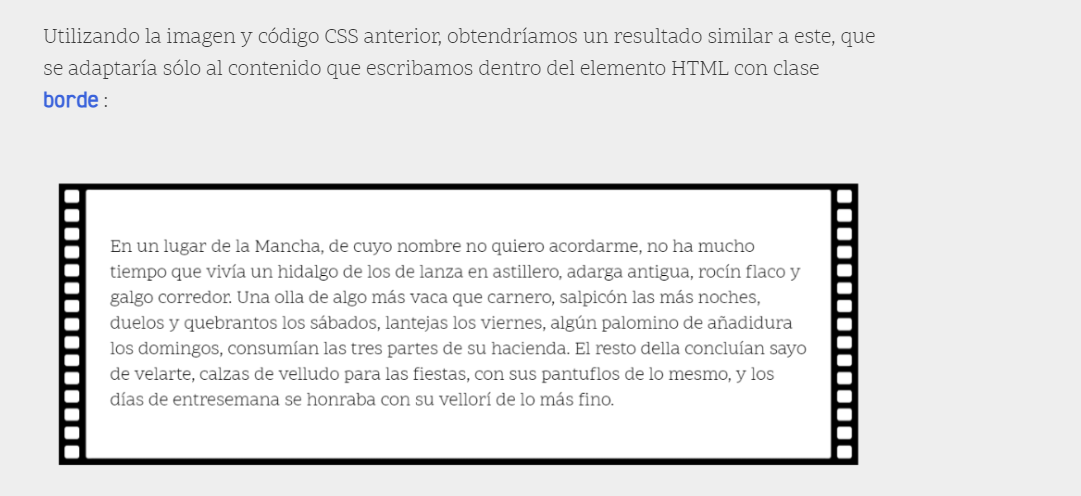 Utilizando la imagen y código CSS anterior, obtendríamos un resultado similar a este, que
se adaptaría sólo al contenido que escribamos dentro del elemento HTML con clase
borde :
En un lugar de la Mancha, de cuyo nombre no quiero acordarme, no ha mucho
tiempo que vivía un hidalgo de los de lanza en astillero, adarga antigua, rocín flaco y
galgo corredor. Una olla de algo más vaca que carnero, salpicón las más noches,
duelos y quebrantos los sábados, lantejas los viernes, algún palomino de añadidura
los domingos, consumían las tres partes de su hacienda. El resto della concluían sayo
de velarte, calzas de velludo para las fiestas, con sus pantuflos de lo mesmo, y los
días de entresemana se honraba con su vellorí de lo más fino.